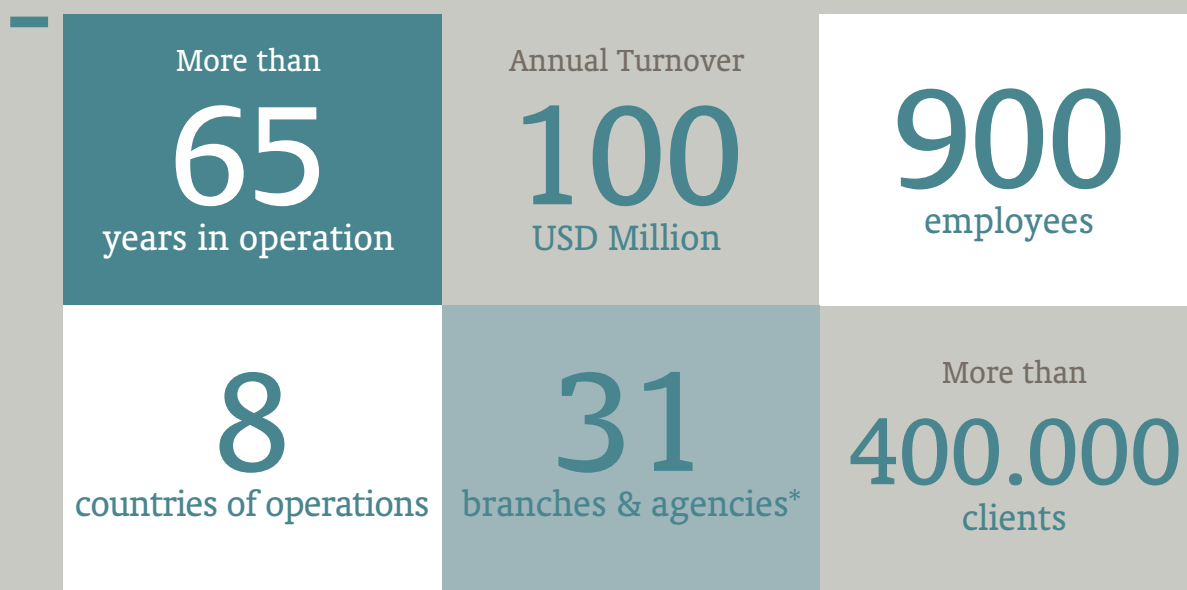 More than
65
years in operation
Annual Turnover
100
USD Million
900
employees
8
countries of operations
31
branches & agencies*
More than
400.000
clients